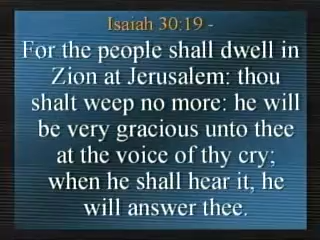 Isaiah 30:19 -
For the people shall dwell in
Zion at Jerusalem: thou
shalt weep no more: he will
be very gracious unto thee
at the voice of thy cry;
when he shall hear it, he
will answer thee.